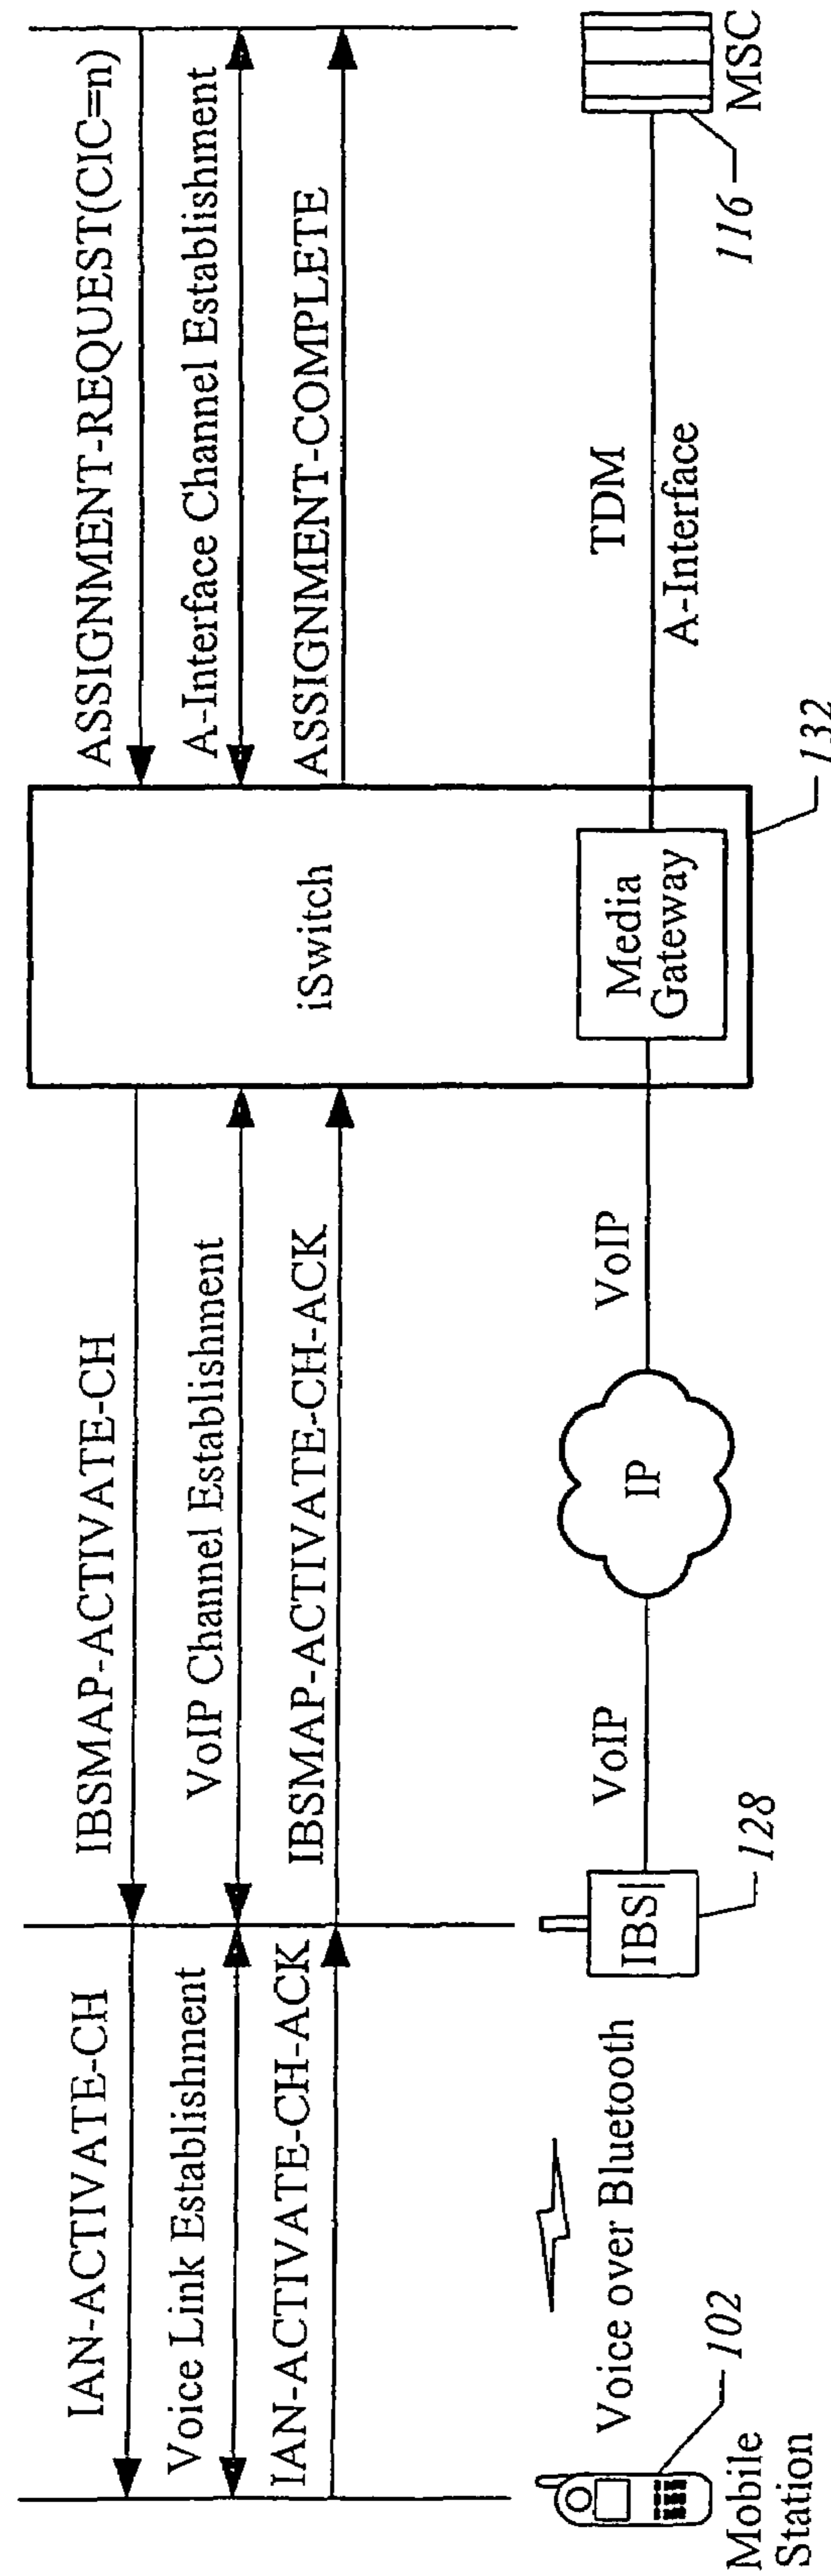 IAN-ACTIVATE-CH
IBSMAP-ACTIVATE-CH
ASSIGNMENT-REQUEST(CIC=n)
Voice Link Establishment
VoIP Channel Establishment
A-Interface Channel Establishment
IAN-ACTIVATE-CH-ACK
IBSMAP-ACTIVATE-CH-ACK
ASSIGNMENT-COMPLETE
iSwitch
Voice over Bluetooth
IBS
VoIP
IP
VoIP
Media
Gateway
TDM
A-Interface
MSC
102
128
132
116
Mobile
Station